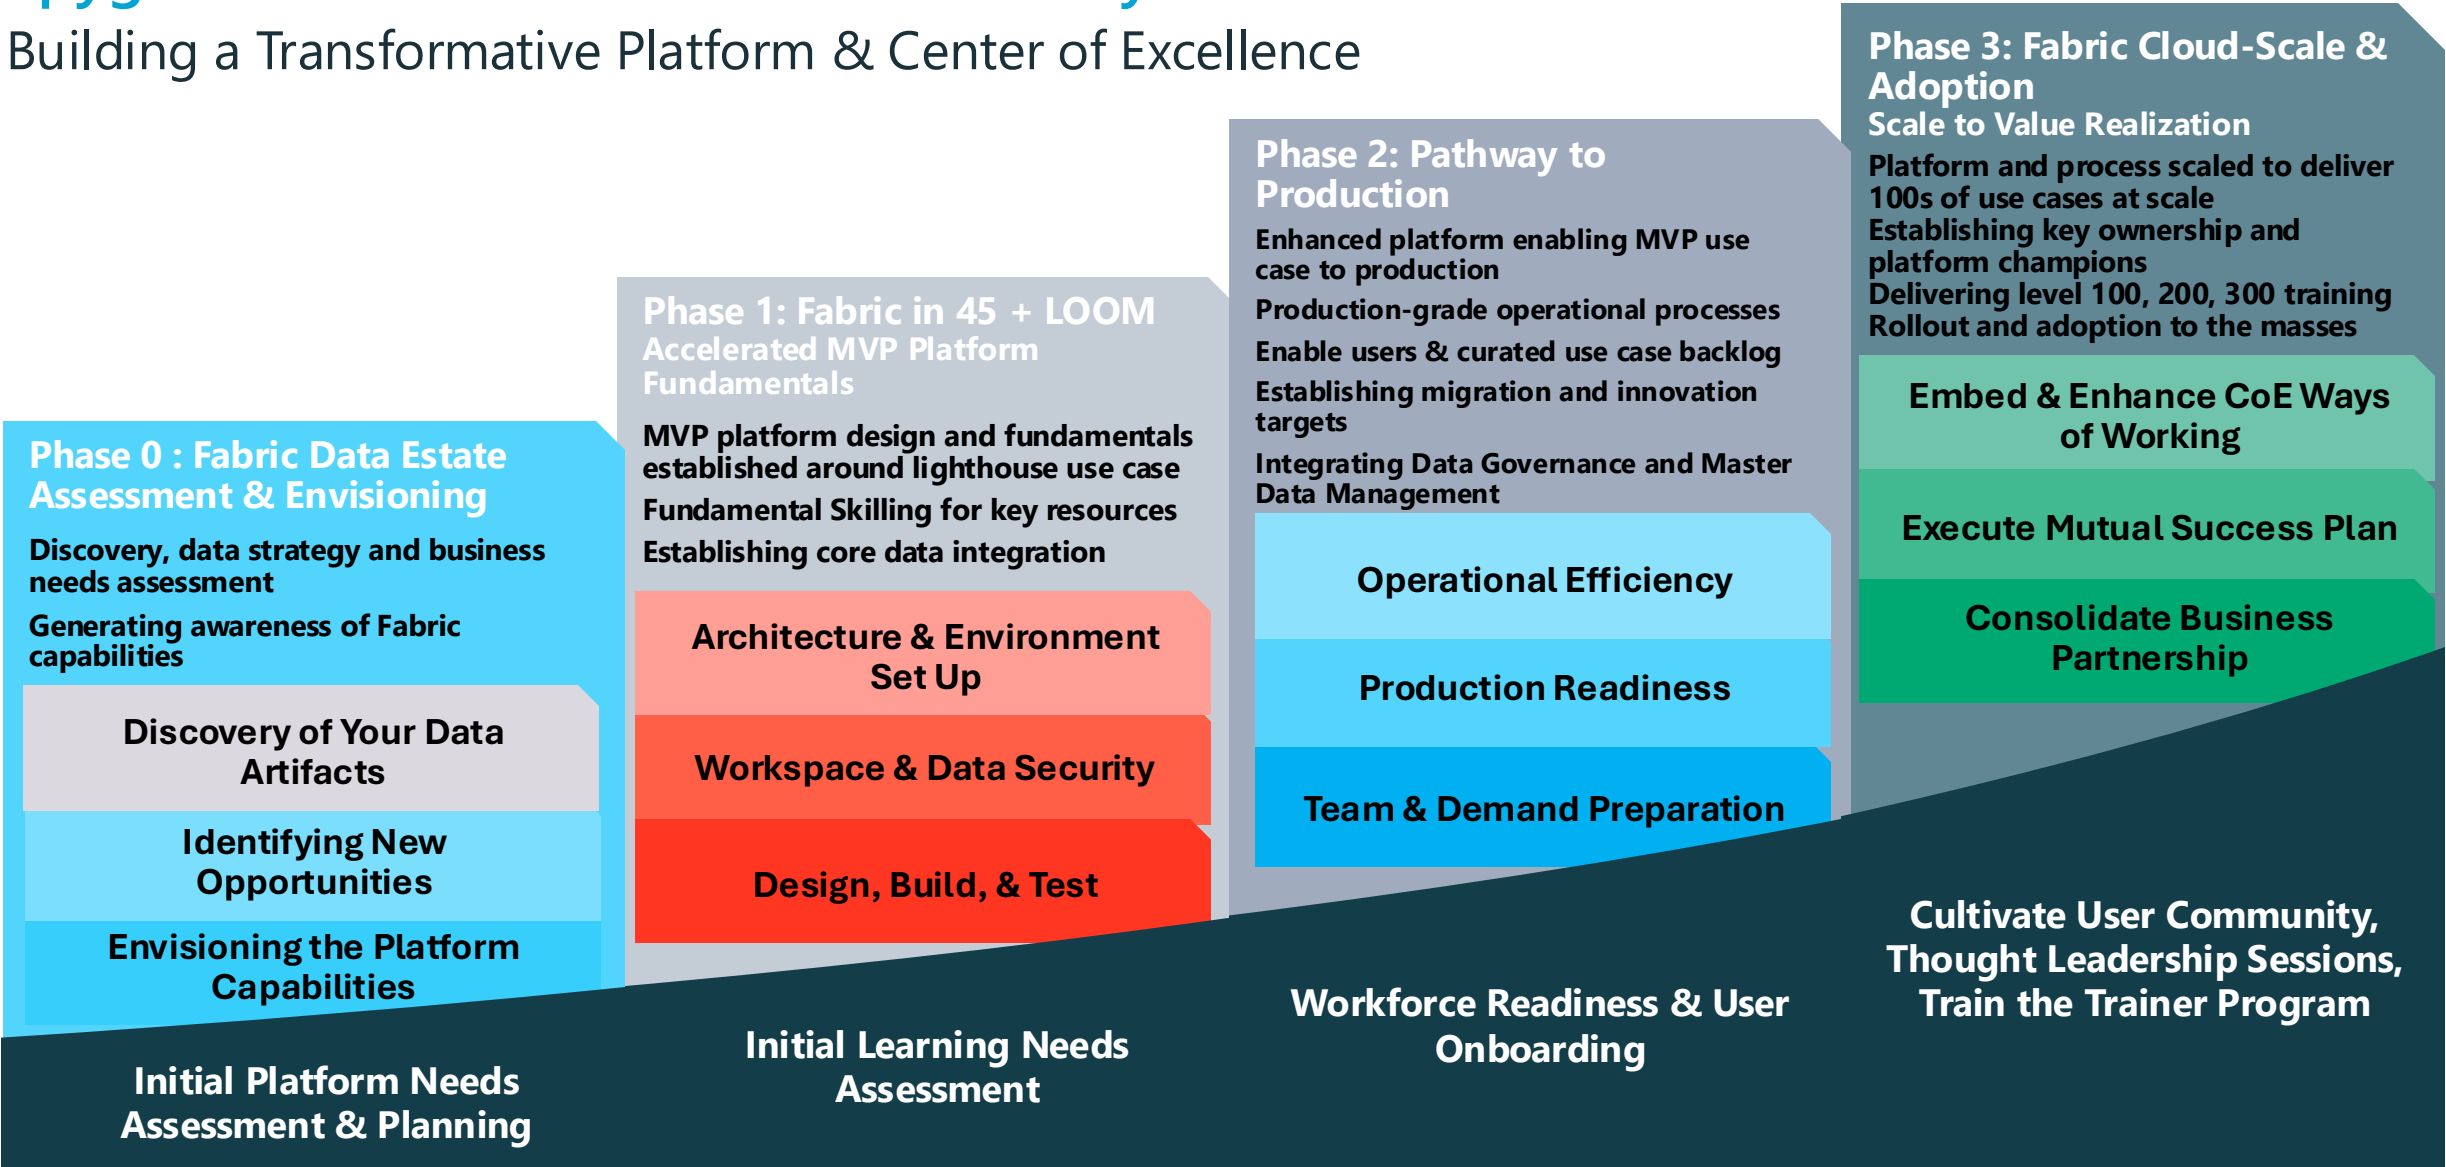 Building a Transformative Platform & Center of Excellence
Phase 0 : Fabric Data Estate
Assessment & Envisioning
Discovery, data strategy and business
needs assessment
Generating awareness of Fabric
capabilities
Discovery of Your Data
Artifacts
Identifying New
Opportunities
Envisioning the Platform
Capabilities
Initial Platform Needs
Assessment & Planning
Phase 1: Fabric in 45 + LOOM
Accelerated MVP Platform
Fundamentals
MVP platform design and fundamentals
established around lighthouse use case
Fundamental Skilling for key resources
Establishing core data integration
Architecture & Environment
Set Up
Workspace & Data Security
Design, Build, & Test
Initial Learning Needs
Assessment
Phase 2: Pathway to
Production
Enhanced platform enabling MVP use
case to production
Production-grade operational processes
Enable users & curated use case backlog
Establishing migration and innovation
targets
Integrating Data Governance and Master
Data Management
Operational Efficiency
Production Readiness
Team & Demand Preparation
Workforce Readiness & User
Onboarding
Phase 3: Fabric Cloud-Scale &
Adoption
Scale to Value Realization
Platform and process scaled to deliver
100s of use cases at scale
Establishing key ownership and
platform champions
Delivering level 100, 200, 300 training
Rollout and adoption to the masses
Embed & Enhance CoE Ways
of Working
Execute Mutual Success Plan
Consolidate Business
Partnership
Cultivate User Community,
Thought Leadership Sessions,
Train the Trainer Program